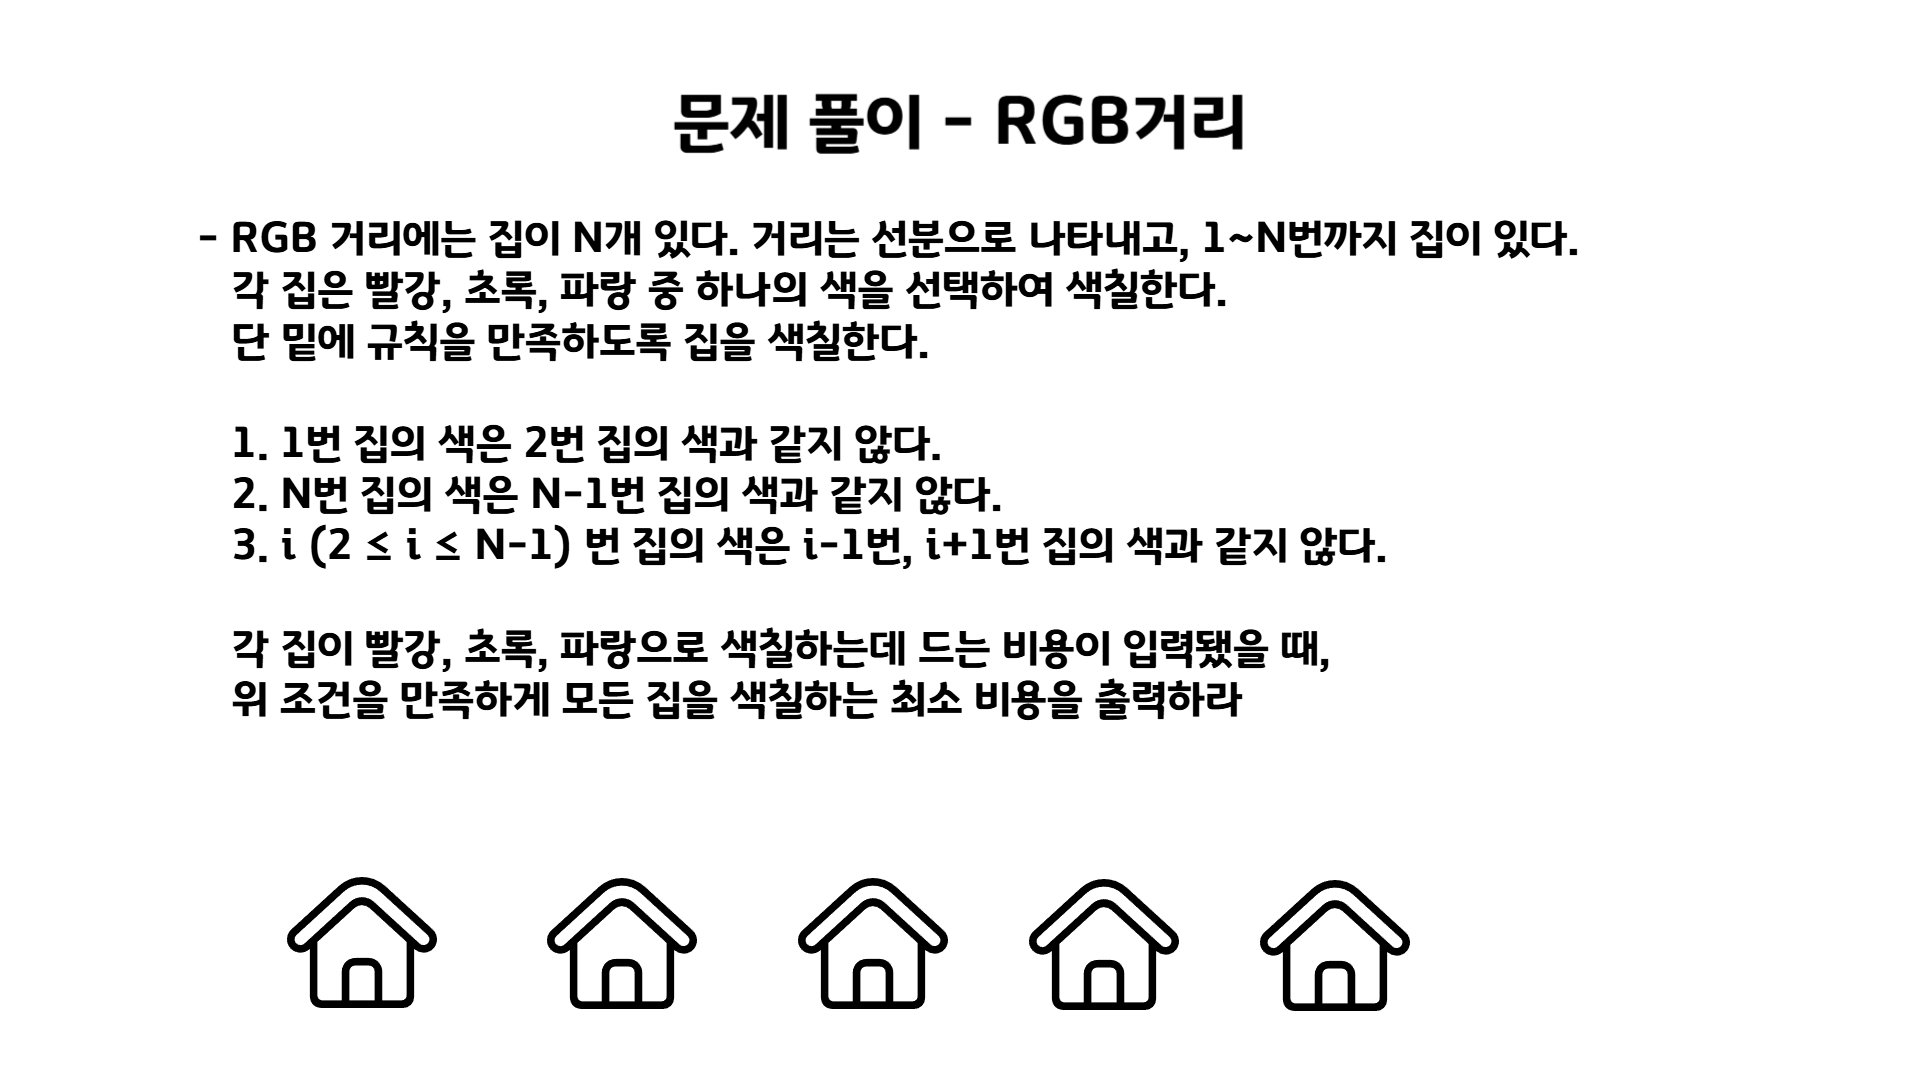 문제 풀이 - RGB거리
- RGB 거리에는 집이 N개 있다. 거리는 선분으로 나타내고, 1~N번까지 집이 있다.
각 집은 빨강, 초록, 파랑 중 하나의 색을 선택하여 색칠한다.
단 밑에 규칙을 만족하도록 집을 색칠한다.
1. 1번 집의 색은 2번 집의 색과 같지 않다.
2. N번 집의 색은 N-1번 집의 색과 같지 않다.
3. i (2 ≤ i ≤ N-1) 번 집의 색은 i-1번, i+1번 집의 색과 같지 않다.
각 집이 빨강, 초록, 파랑으로 색칠하는데 드는 비용이 입력됐을 때,
위 조건을 만족하게 모든 집을 색칠하는 최소 비용을 출력하라